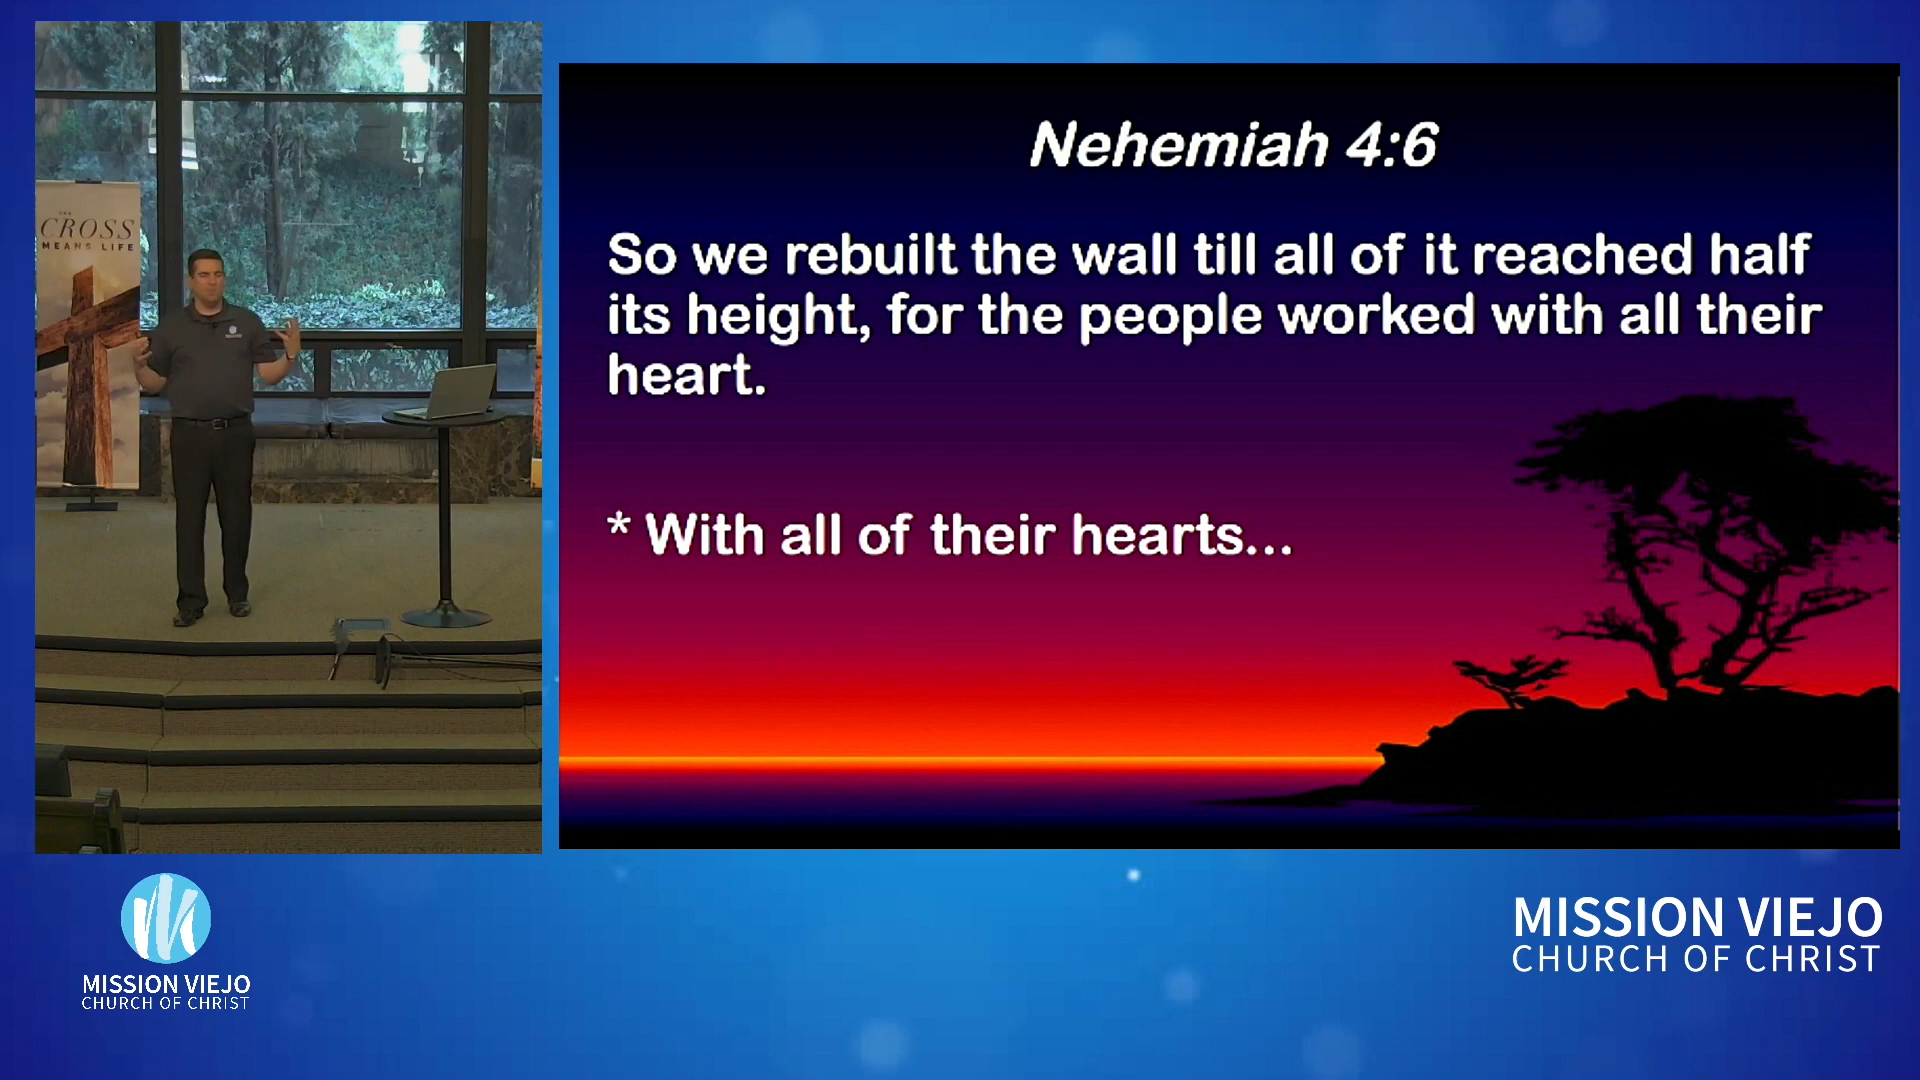 THE
CROSS
MEANS LIFE
Nehemiah 4:6
So we rebuilt the wall till all of it reached half
its height, for the people worked with all their
heart.
* With all of their hearts...
MISSION VIEJO
CHURCH OF CHRIST
MISSION VIEJO
CHURCH OF CHRIST